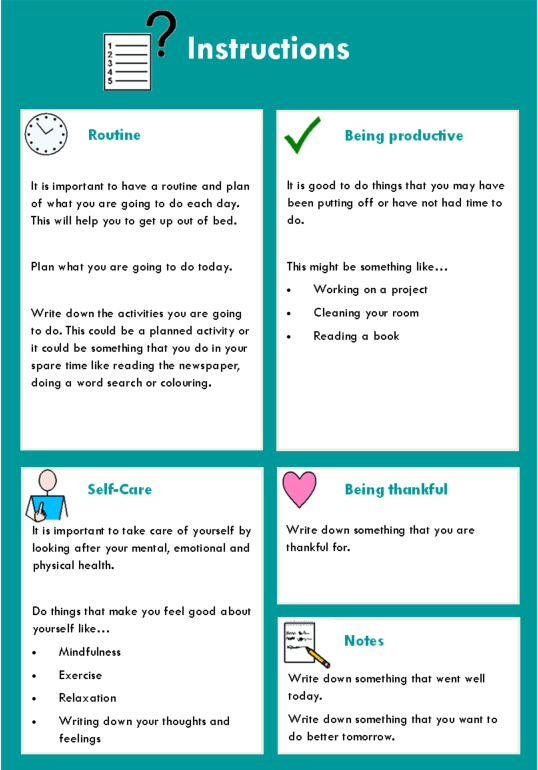 1
2
3
4
5
?
Instructions
Routine
It is important to have a routine and plan
of what you are going to do each day.
This will help you to get up out of bed.
Plan what you are going to do today.
Write down the activities you are going
to do. This could be a planned activity or
it could be something that you do in your
spare time like reading the newspaper,
doing a word search or colouring.
Being productive
It is good to do things that you may have
been putting off or have not had time to
do.
This might be something like...
• Working on a project
• Cleaning your room
• Reading a book
Self-Care
It is important to take care of yourself by
looking after your mental, emotional and
physical health.
Do things that make you feel good about
yourself like...
• Mindfulness
• Exercise
• Relaxation
• Writing down your thoughts and
feelings
Being thankful
Write down something that you are
thankful for.
Notes
Write down something that went well
today.
Write down something that you want to
do better tomorrow.